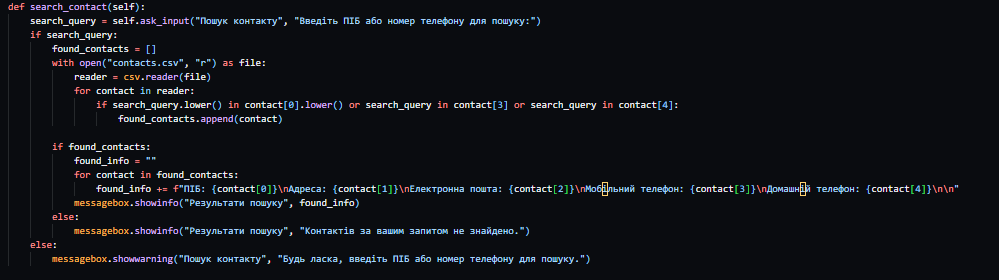 def search_contact(self):
    search_query = self.ask_input("Пошук контакту", "Введіть ПІБ або номер телефону для пошуку:")
    if search_query:
        found_contacts = []
        with open("contacts.csv", "r") as file:
            reader = csv.reader(file)
            for contact in reader:
                if search_query.lower() in contact[0].lower() or search_query in contact[3] or search_query in contact[4]:
                    found_contacts.append(contact)

        if found_contacts:
            found_info = ""
            for contact in found_contacts:
                found_info += f"ПІБ: {contact[0]}\nАдреса: {contact[1]}\nЕлектронна пошта: {contact[2]}\nМобільний телефон: {contact[3]}\nДомашній телефон: {contact[4]}\n\n"
            messagebox.showinfo("Результати пошуку", found_info)
        else:
            messagebox.showinfo("Результати пошуку", "Контактів за вашим запитом не знайдено.")
    else:
        messagebox.showwarning("Пошук контакту", "Будь ласка, введіть ПІБ або номер телефону для пошуку.")